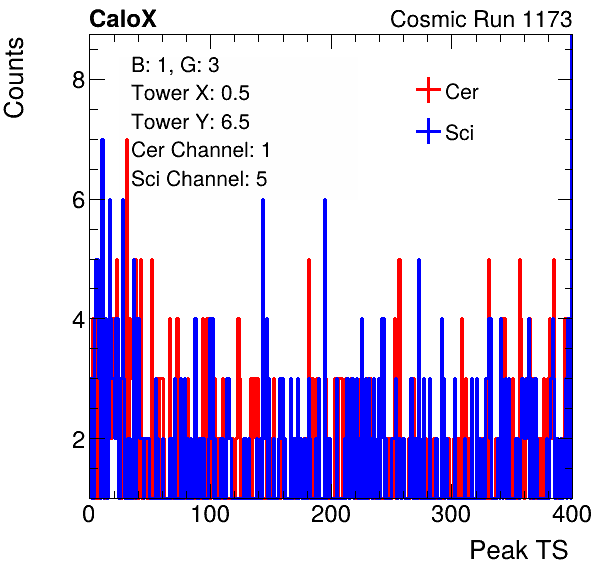 CaloX Cosmic Run 1173
Counts
B: 1, G: 3
Tower X: 0.5
Tower Y: 6.5
Cer Channel: 1
Sci Channel: 5
Cer
Sci
8
6
4
2
0 100 200 300 400
Peak TS